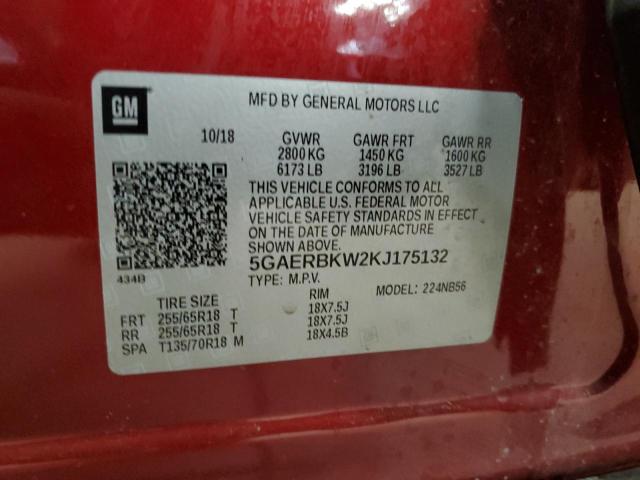 GM
MFD BY GENERAL MOTORS LLC
10/18 GVWR GAWR FRT GAWR RR
2800 KG 1450 KG 1600 KG
6173 LB 3196 LB 3527 LB
THIS VEHICLE CONFORMS TO ALL
APPLICABLE U.S. FEDERAL MOTOR
VEHICLE SAFETY STANDARDS IN EFFECT
ON THE DATE OF MANUFACTURE
SHOWN ABOVE.
434B
5GAERBKW2KJ175132
TYPE: M.P.V. MODEL: 224NB56
TIRE SIZE RIM
FRT 255/65R18 T 18X7.5J
RR 255/65R18 T 18X7.5J
SPA T135/70R18 M 18X4.5B